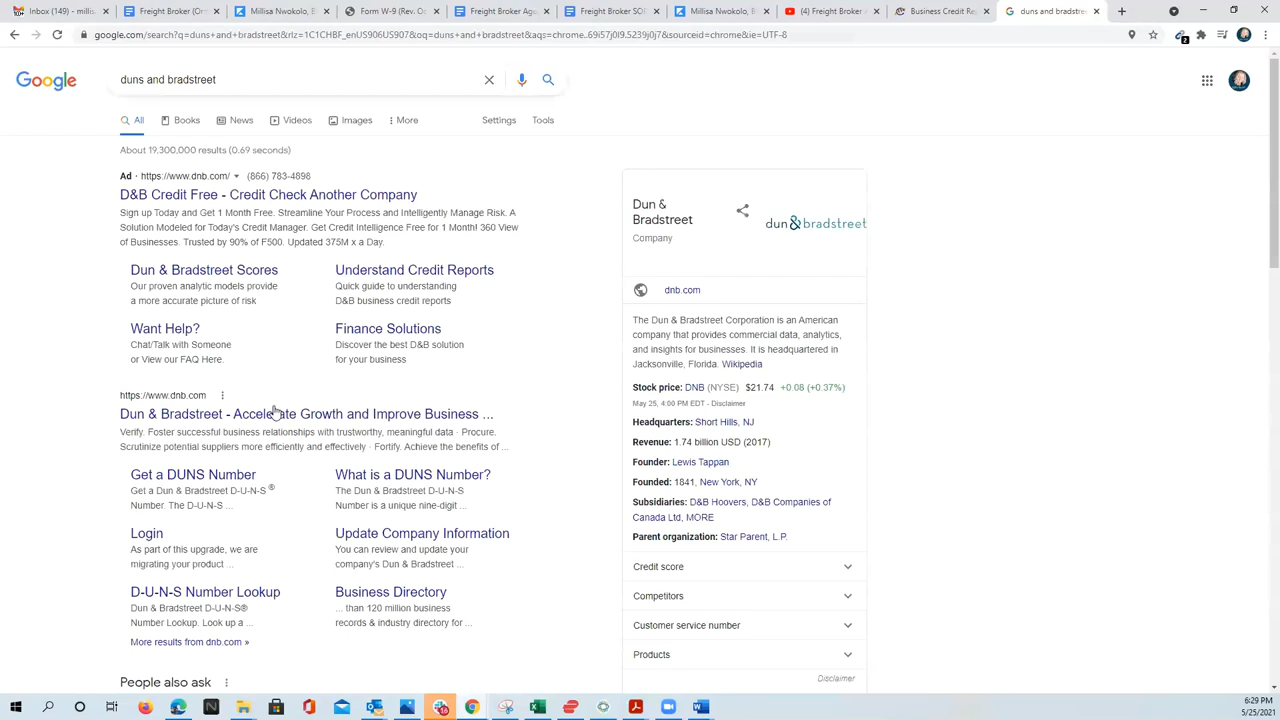 Inbox (149) - millis
Freight Broker (Om
Millisa Nwokolo, B
Form W-9 (Rev. Oc
Freight Broker Age
Freight Broker SOP
Millisa Nwokolo, B
(4) Freight Broker A
Business Credit Re
duns and bradstree
google.com/search?q=duns+and+bradstreet&rlz=1C1CHBF_enUS906US907&oq=duns+and+bradstreet&aqs=chrome..69i57j0l9.5239j0j7&sourceid=chrome&ie=UTF-8
2
Google
duns and bradstreet
All
Books
News
Videos
Images
More
Settings
Tools
About 19,300,000 results (0.69 seconds)
Ad · https://www.dnb.com/ (866) 783-4898
D&B Credit Free - Credit Check Another Company
Sign up Today and Get 1 Month Free. Streamline Your Process and Intelligently Manage Risk. A
Solution Modeled for Today's Credit Manager. Get Credit Intelligence Free for 1 Month! 360 View
of Businesses. Trusted by 90% of F500. Updated 375M x a Day.
Dun & Bradstreet Scores
Our proven analytic models provide
a more accurate picture of risk
Understand Credit Reports
Quick guide to understanding
D&B business credit reports
Want Help?
Chat/Talk with Someone
or View our FAQ Here.
Finance Solutions
Discover the best D&B solution
for your business
https://www.dnb.com
Dun & Bradstreet - Accelerate Growth and Improve Business ...
Verify. Foster successful business relationships with trustworthy, meaningful data · Procure.
Scrutinize potential suppliers more efficiently and effectively · Fortify. Achieve the benefits of ...
Get a DUNS Number
Get a Dun & Bradstreet D-U-N-S ®
Number. The D-U-N-S ...
What is a DUNS Number?
The Dun & Bradstreet D-U-N-S
Number is a unique nine-digit ...
Login
As part of this upgrade, we are
migrating your product ...
Update Company Information
You can review and update your
company's Dun & Bradstreet ...
D-U-N-S Number Lookup
Dun & Bradstreet D-U-N-S®
Number Lookup. Look up a ...
Business Directory
... than 120 million business
records & industry directory for ...
More results from dnb.com »
People also ask
Dun &
Bradstreet
Company
dun & bradstreet
dnb.com
The Dun & Bradstreet Corporation is an American
company that provides commercial data, analytics,
and insights for businesses. It is headquartered in
Jacksonville, Florida. Wikipedia
Stock price: DNB (NYSE) $21.74 +0.08 (+0.37%)
May 25, 4:00 PM EDT - Disclaimer
Headquarters: Short Hills, NJ
Revenue: 1.74 billion USD (2017)
Founder: Lewis Tappan
Founded: 1841, New York, NY
Subsidiaries: D&B Hoovers, D&B Companies of
Canada Ltd, MORE
Parent organization: Star Parent, L.P.
Credit score
Competitors
Customer service number
Products
Disclaimer
6:29 PM
5/25/2021